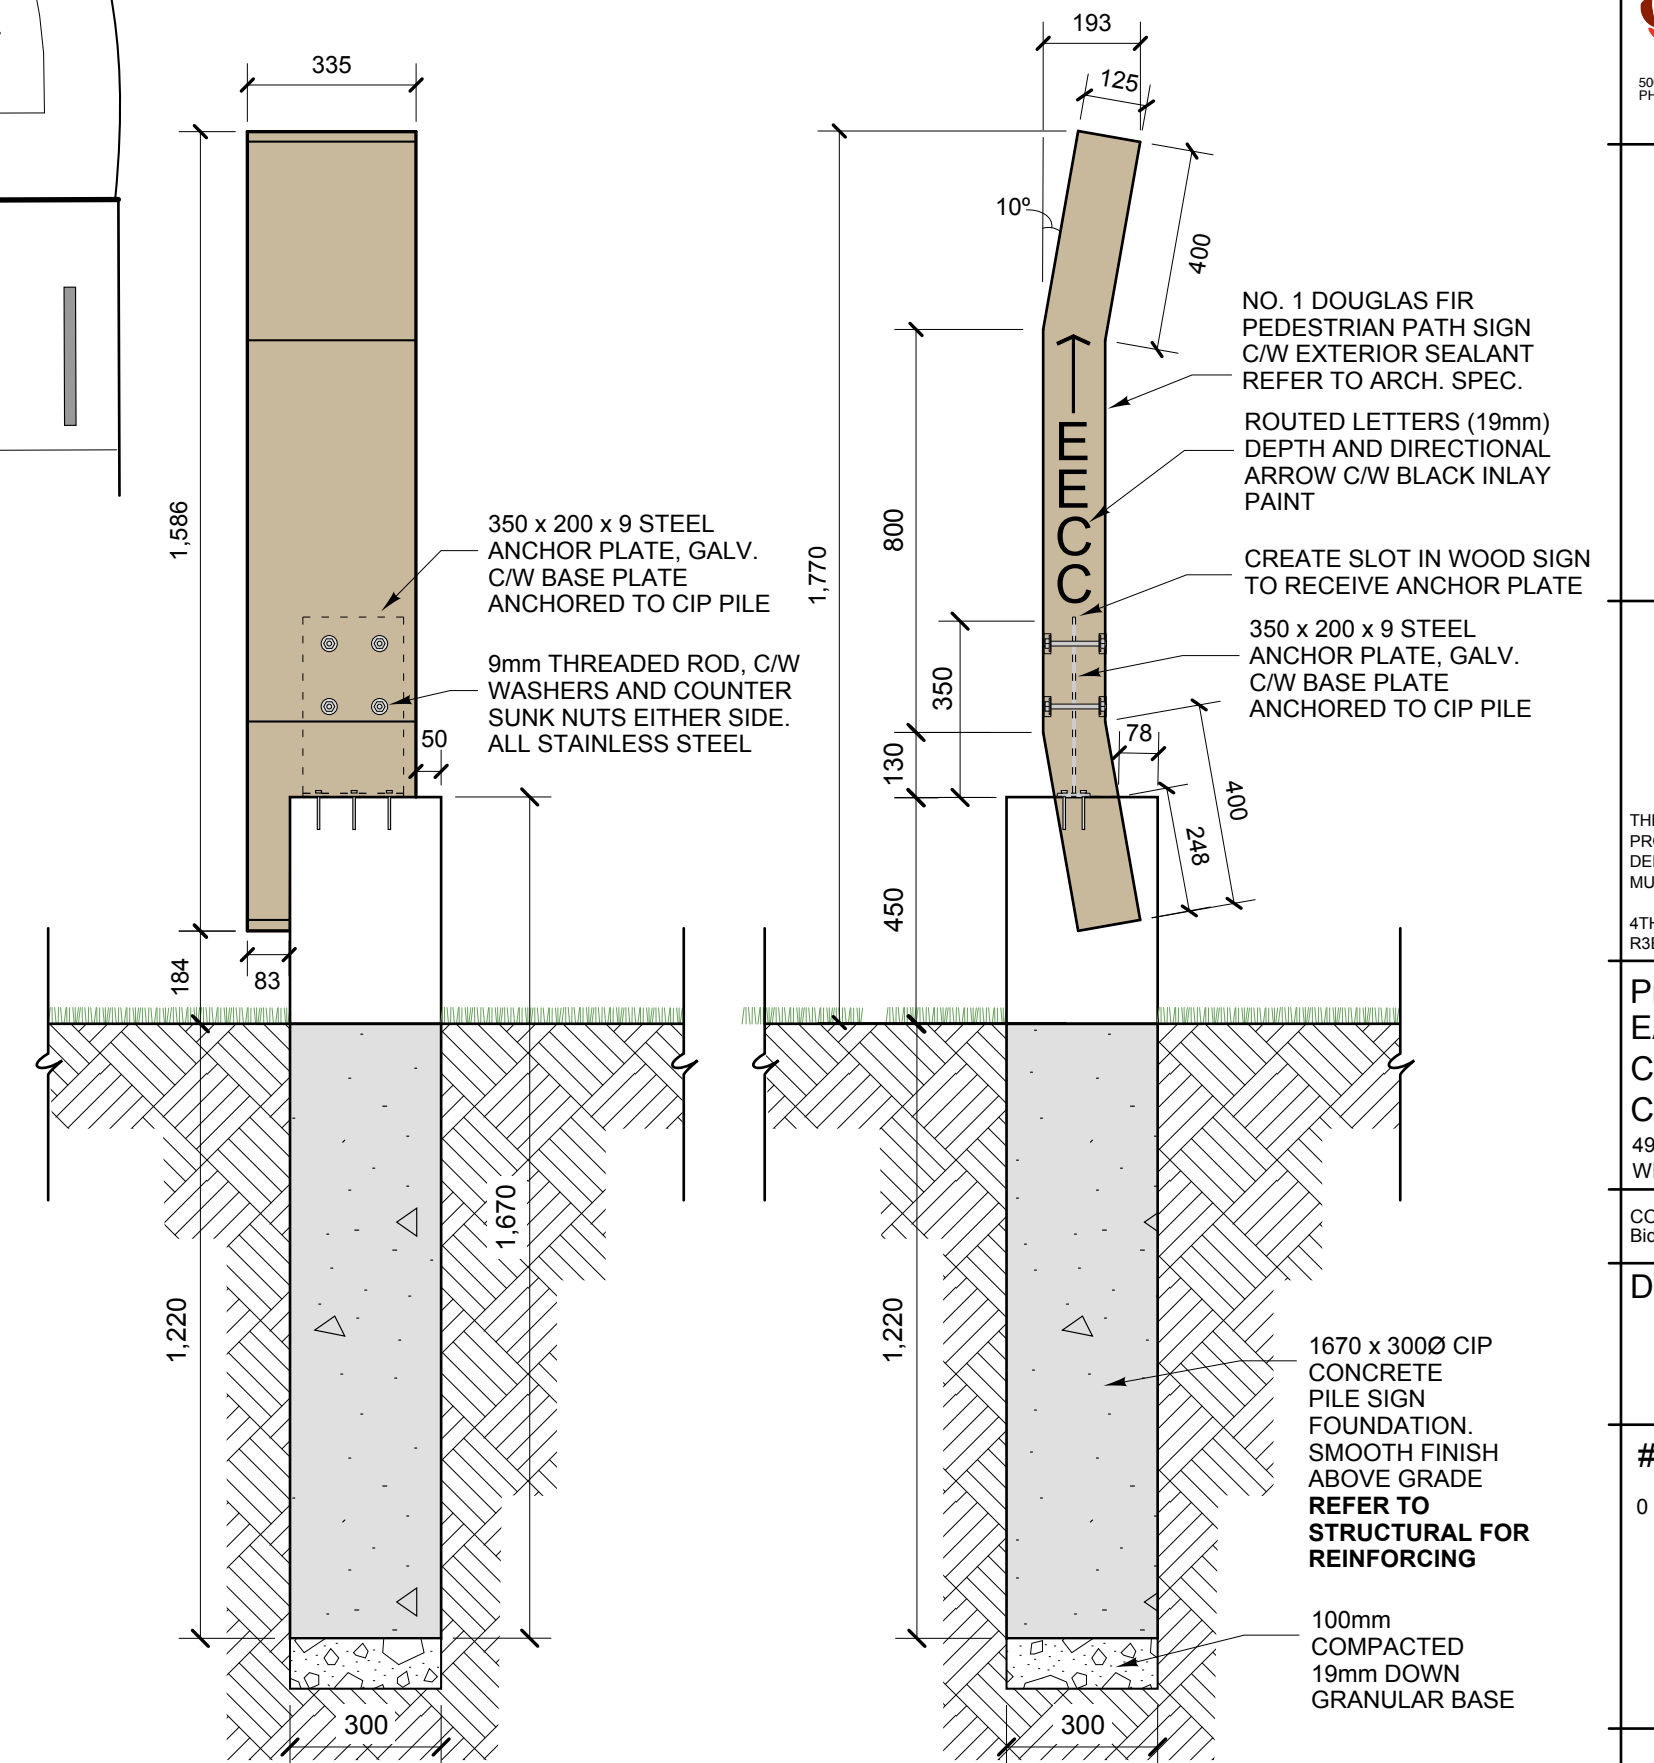 335
1,586
184
1,220
83
50
1,670
300
350 x 200 x 9 STEEL
ANCHOR PLATE, GALV.
C/W BASE PLATE
ANCHORED TO CIP PILE
9mm THREADED ROD, C/W
WASHERS AND COUNTER
SUNK NUTS EITHER SIDE.
ALL STAINLESS STEEL
193
125
10º
400
1,770
800
350
130
450
1,220
78
400
248
300
EECC
NO. 1 DOUGLAS FIR
PEDESTRIAN PATH SIGN
C/W EXTERIOR SEALANT
REFER TO ARCH. SPEC.
ROUTED LETTERS (19mm)
DEPTH AND DIRECTIONAL
ARROW C/W BLACK INLAY
PAINT
CREATE SLOT IN WOOD SIGN
TO RECEIVE ANCHOR PLATE
350 x 200 x 9 STEEL
ANCHOR PLATE, GALV.
C/W BASE PLATE
ANCHORED TO CIP PILE
1670 x 300Ø CIP
CONCRETE
PILE SIGN
FOUNDATION.
SMOOTH FINISH
ABOVE GRADE
REFER TO
STRUCTURAL FOR
REINFORCING
100mm
COMPACTED
19mm DOWN
GRANULAR BASE
#
0